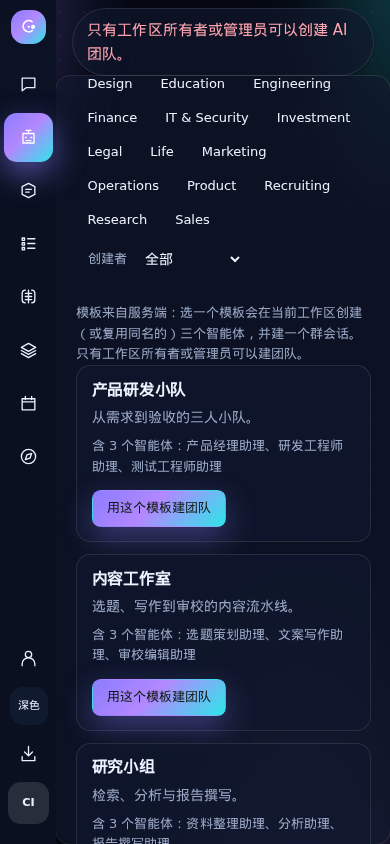 只有工作区所有者或管理员可以创建 AI
团队。
Design Education Engineering
Finance IT & Security Investment
Legal Life Marketing
Operations Product Recruiting
Research Sales
创建者 全部
模板来自服务端：选一个模板会在当前工作区创建
（或复用同名的）三个智能体，并建一个群会话。
只有工作区所有者或管理员可以建团队。
产品研发小队
从需求到验收的三人小队。
含 3 个智能体：产品经理助理、研发工程师
助理、测试工程师助理
用这个模板建团队
内容工作室
选题、写作到审校的内容流水线。
含 3 个智能体：选题策划助理、文案写作助
理、审校编辑助理
用这个模板建团队
研究小组
检索、分析与报告撰写。
含 3 个智能体：资料整理助理、分析助理、
报告撰写助理
深色
CI